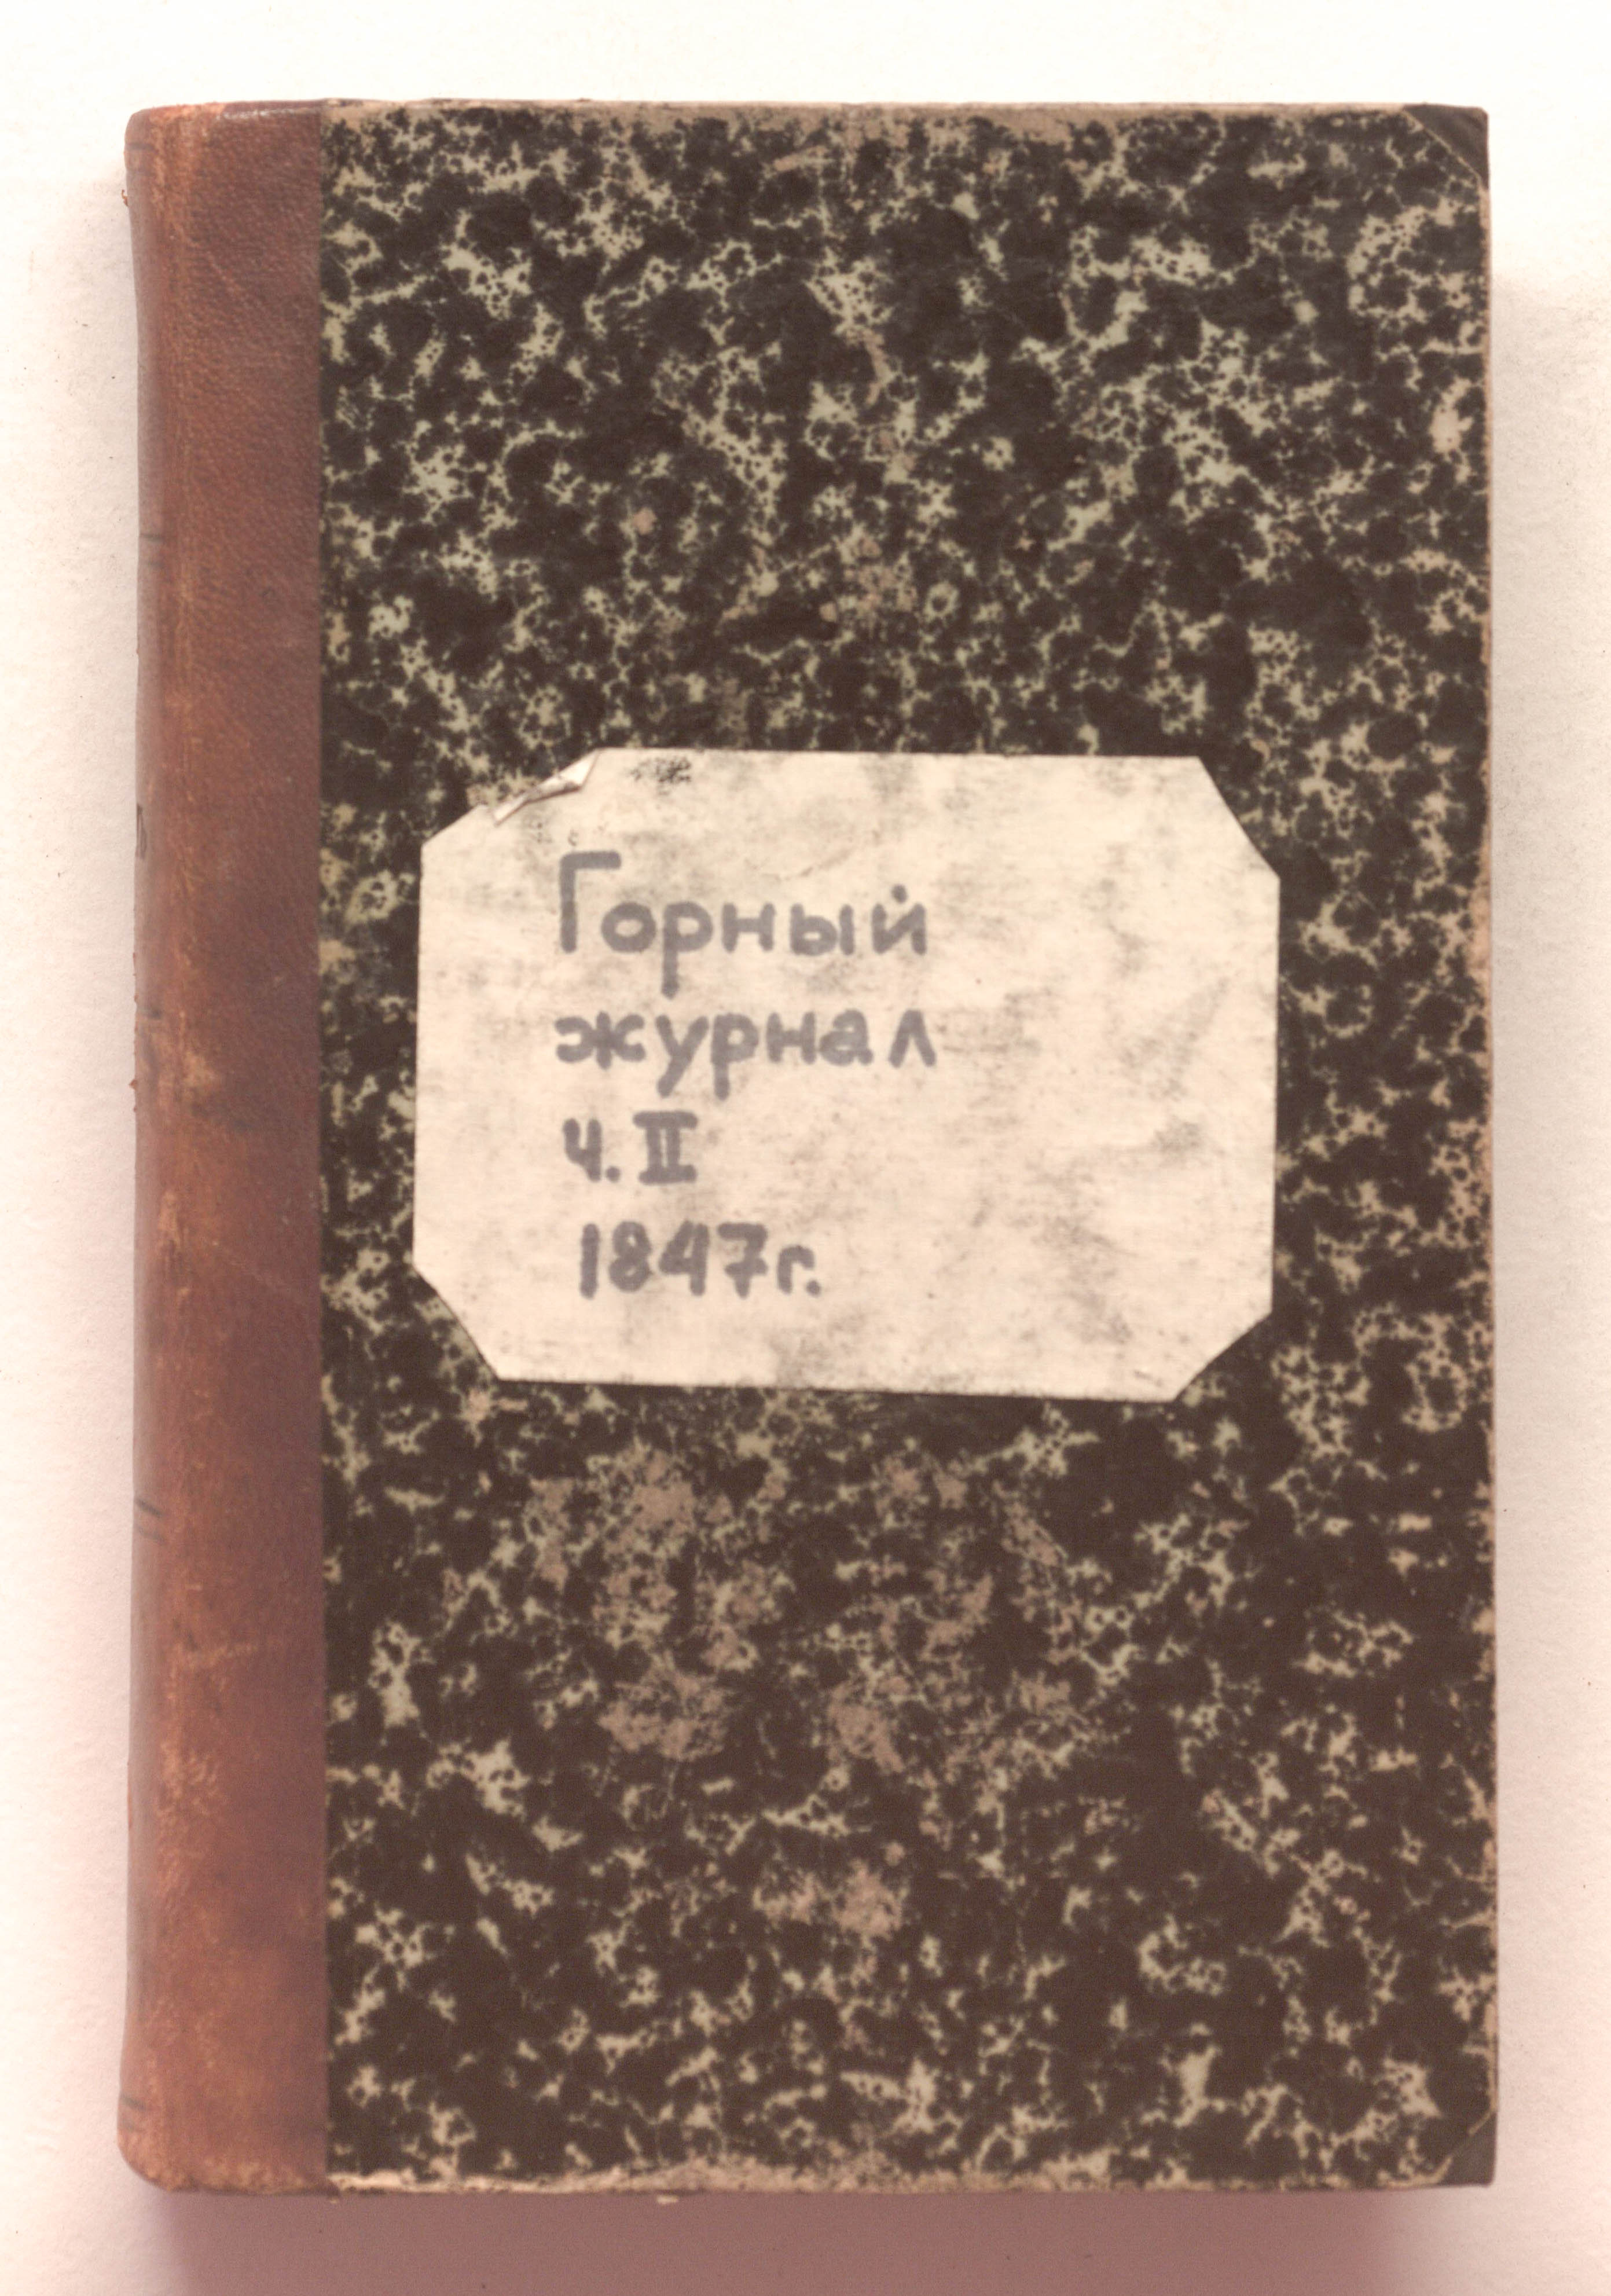 Горный
журнал
ч. II
1847г.